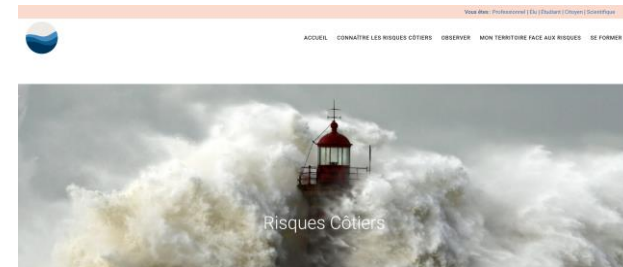 Vous êtes: Professionnel | Élu | Etudiant | Citoyen | Scientifique
ACCUEIL CONNAÎTRE LES RISQUES CÔTIERS OBSERVER MON TERRITOIRE FACE AUX RISQUES SE FORMER
Risques Côtiers